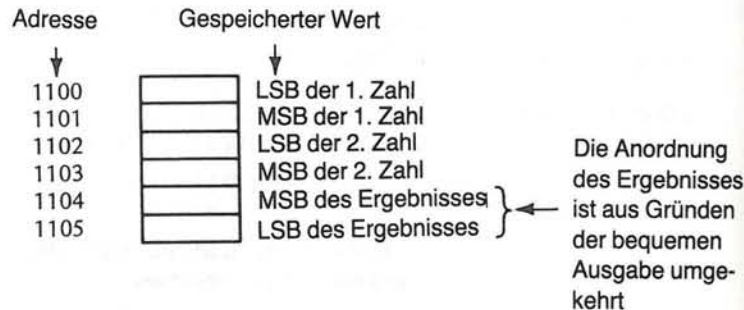 Adresse Gespeicherter Wert
1100 LSB der 1. Zahl
1101 MSB der 1. Zahl
1102 LSB der 2. Zahl
1103 MSB der 2. Zahl
1104 MSB des Ergebnisses
1105 LSB des Ergebnisses
Die Anordnung
des Ergebnisses
ist aus Gründen
der bequemen
Ausgabe umge-
kehrt